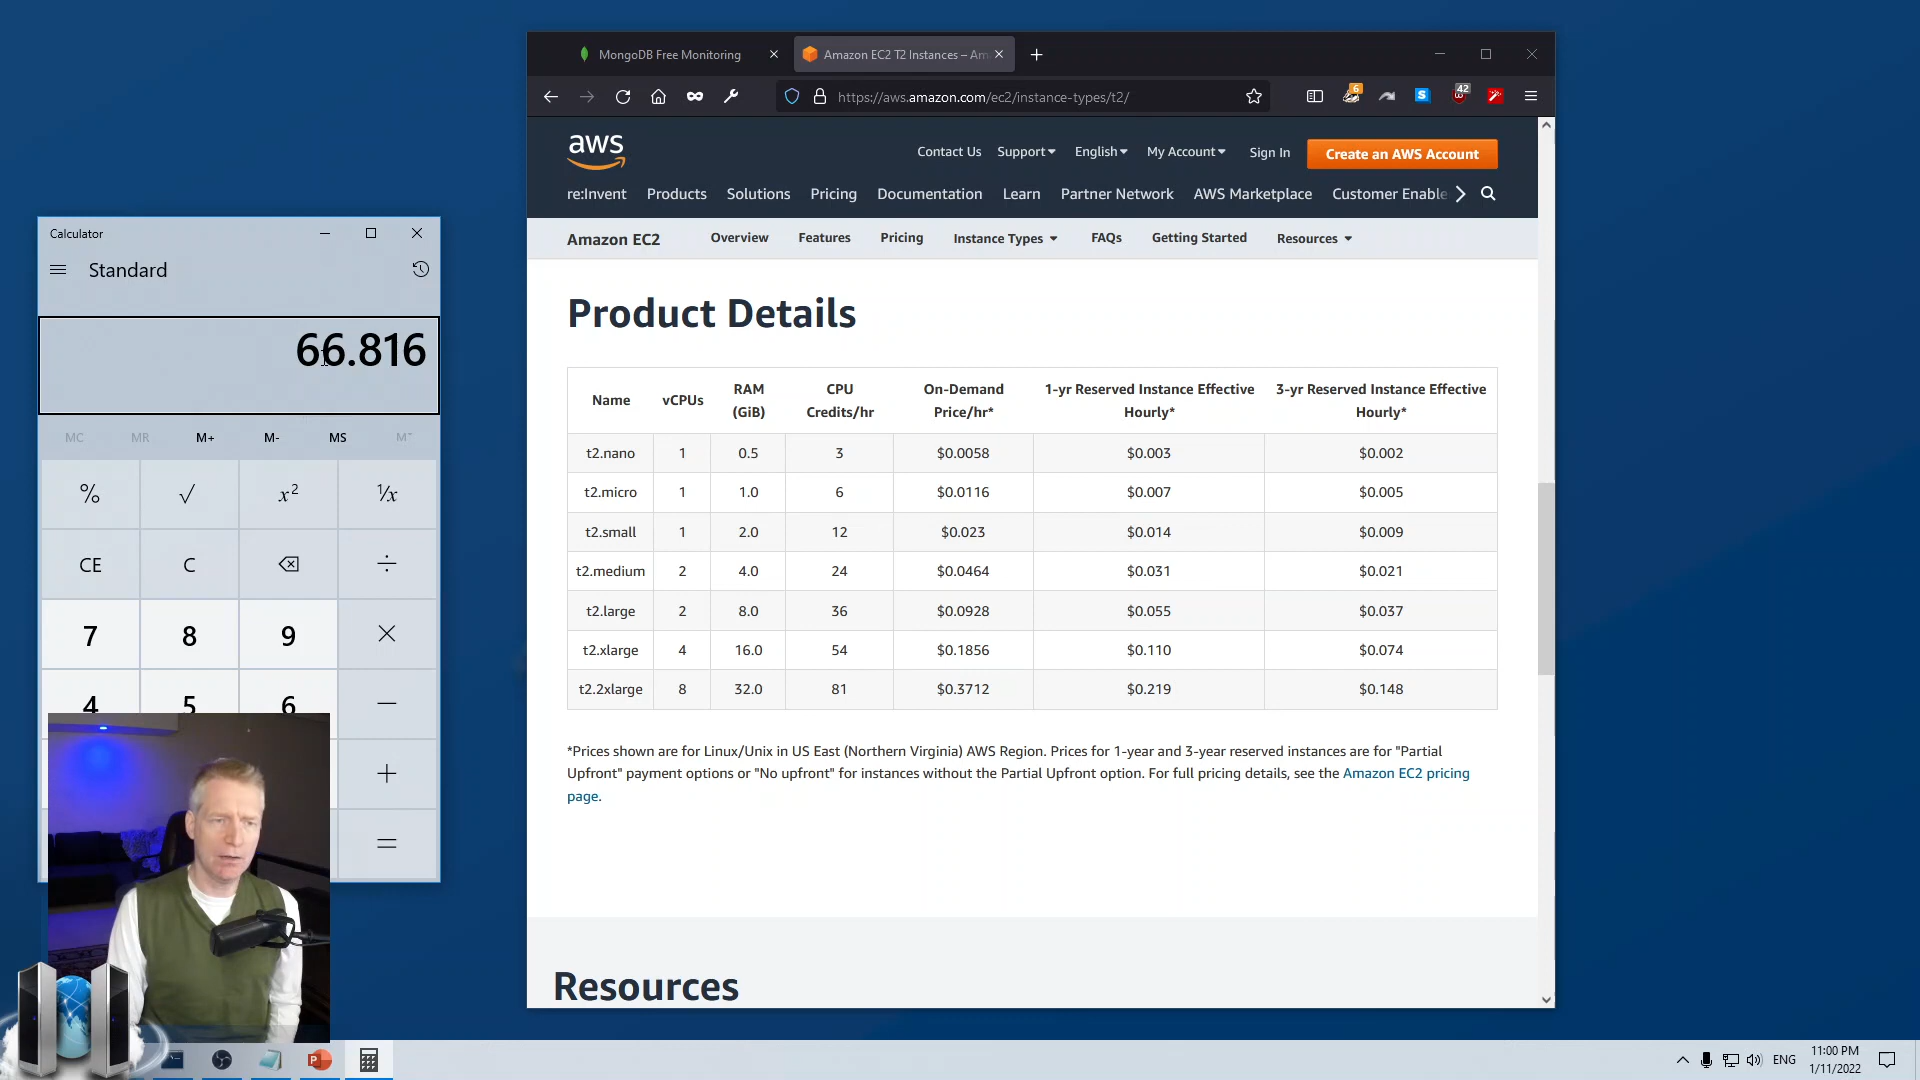 MongoDB Free Monitoring
Amazon EC2 T2 Instances – Am
https://aws.amazon.com/ec2/instance-types/t2/
6
S
42
aws
Contact Us Support English My Account Sign In Create an AWS Account
re:Invent Products Solutions Pricing Documentation Learn Partner Network AWS Marketplace Customer Enable
Amazon EC2 Overview Features Pricing Instance Types FAQs Getting Started Resources
Product Details
Name vCPUs RAM (GiB) CPU Credits/hr On-Demand Price/hr* 1-yr Reserved Instance Effective Hourly* 3-yr Reserved Instance Effective Hourly*
t2.nano 1 0.5 3 $0.0058 $0.003 $0.002
t2.micro 1 1.0 6 $0.0116 $0.007 $0.005
t2.small 1 2.0 12 $0.023 $0.014 $0.009
t2.medium 2 4.0 24 $0.0464 $0.031 $0.021
t2.large 2 8.0 36 $0.0928 $0.055 $0.037
t2.xlarge 4 16.0 54 $0.1856 $0.110 $0.074
t2.2xlarge 8 32.0 81 $0.3712 $0.219 $0.148
*Prices shown are for Linux/Unix in US East (Northern Virginia) AWS Region. Prices for 1-year and 3-year reserved instances are for "Partial
Upfront" payment options or "No upfront" for instances without the Partial Upfront option. For full pricing details, see the Amazon EC2 pricing
page.
Resources
Calculator
Standard
66.816
MC MR M+ M- MS M˅
% √ x² ¹/x
CE C ÷
7 8 9 ×
4 5 6 −
+
=
ENG
11:00 PM
1/11/2022